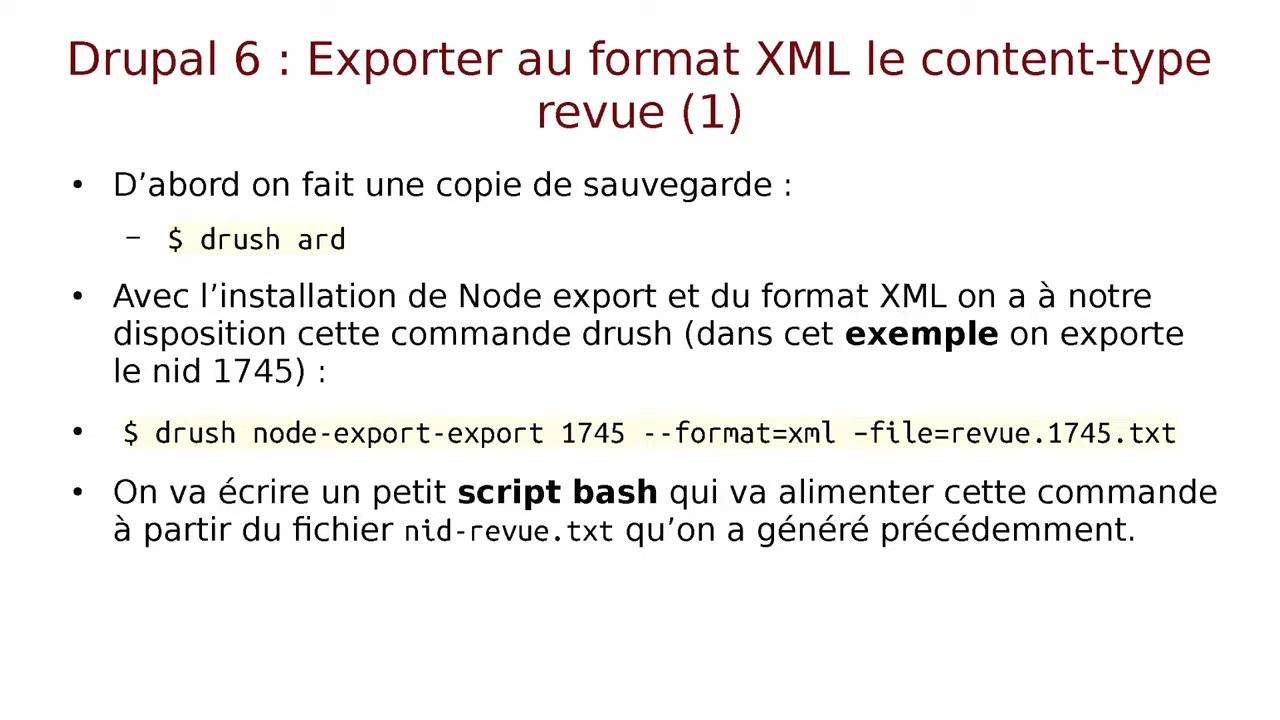 Drupal 6 : Exporter au format XML le content-type
revue (1)
• D’abord on fait une copie de sauvegarde :
– $ drush ard
• Avec l’installation de Node export et du format XML on a à notre
disposition cette commande drush (dans cet exemple on exporte
le nid 1745) :
• $ drush node-export-export 1745 --format=xml –file=revue.1745.txt
• On va écrire un petit script bash qui va alimenter cette commande
à partir du fichier nid-revue.txt qu’on a généré précédemment.